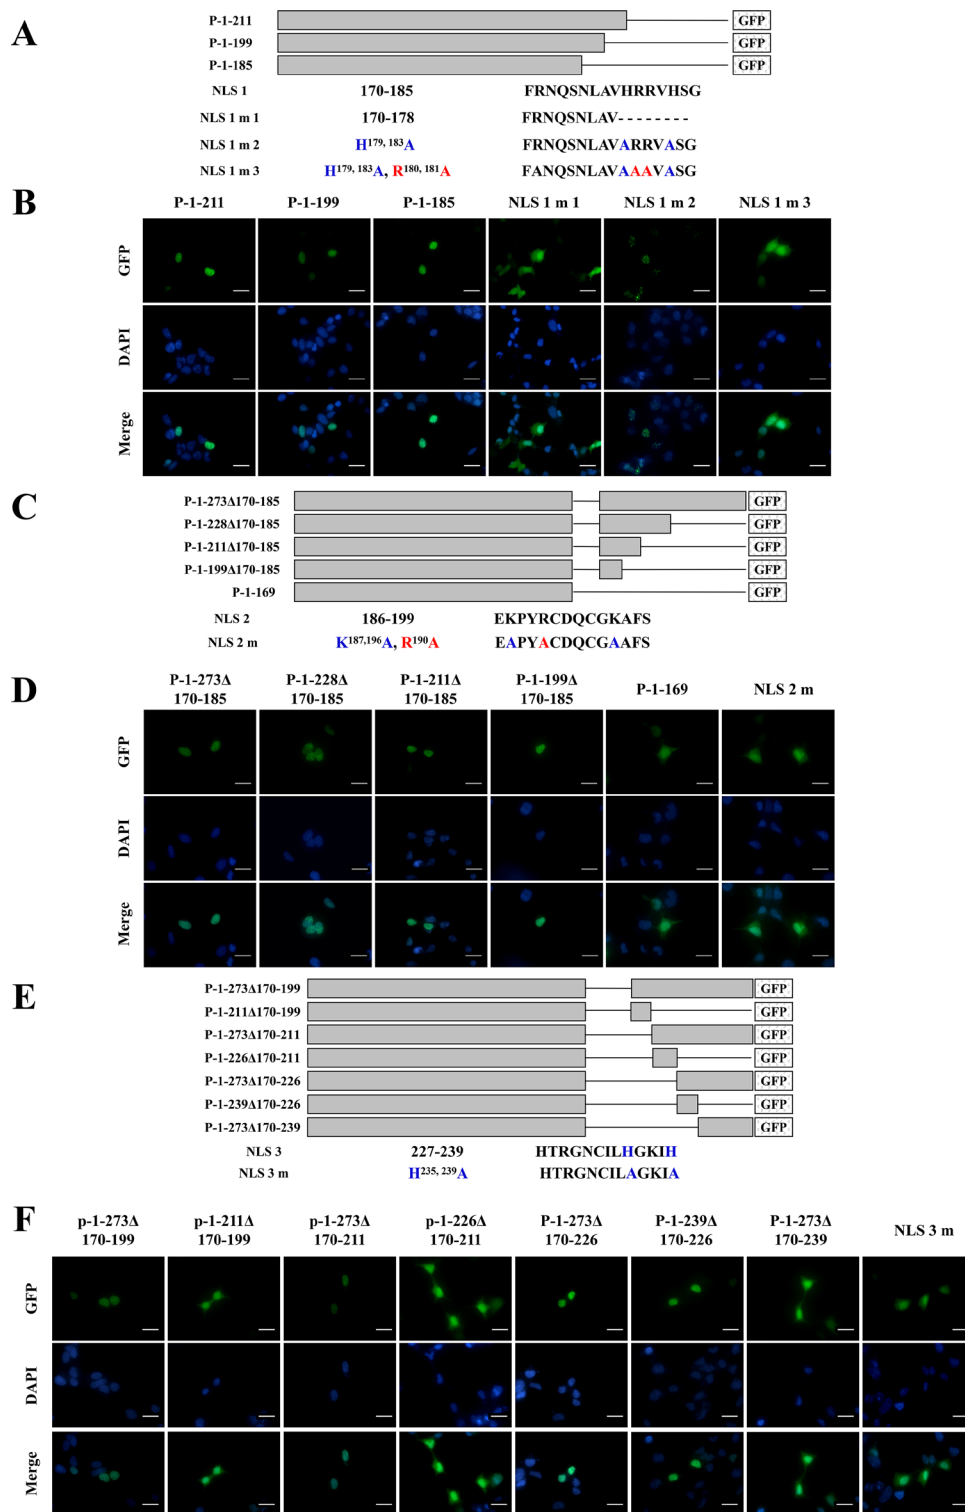 A
P-1-211 GFP
P-1-199 GFP
P-1-185 GFP
NLS 1 170-185 FRNQSNLAVHRRVHSG
NLS 1 m 1 170-178 FRNQSNLAV--------
NLS 1 m 2 H179, 183A FRNQSNLAVARRVASG
NLS 1 m 3 H179, 183A, R180, 181A FANQSNLAVAAAVASG
B
P-1-211 P-1-199 P-1-185 NLS 1 m 1 NLS 1 m 2 NLS 1 m 3
GFP
DAPI
Merge
C
P-1-273Δ170-185 GFP
P-1-228Δ170-185 GFP
P-1-211Δ170-185 GFP
P-1-199Δ170-185 GFP
P-1-169 GFP
NLS 2 186-199 EKPYRCDQCGKAFS
NLS 2 m K187,196A, R190A EAPYACDQCGAAFS
D
P-1-273Δ P-1-228Δ P-1-211Δ P-1-199Δ P-1-169 NLS 2 m
170-185 170-185 170-185 170-185
GFP
DAPI
Merge
E
P-1-273Δ170-199 GFP
P-1-211Δ170-199 GFP
P-1-273Δ170-211 GFP
P-1-226Δ170-211 GFP
P-1-273Δ170-226 GFP
P-1-239Δ170-226 GFP
P-1-273Δ170-239 GFP
NLS 3 227-239 HTRGNCILHGKIH
NLS 3 m H235, 239A HTRGNCILAGKIA
F
p-1-273Δ p-1-211Δ p-1-273Δ p-1-226Δ P-1-273Δ P-1-239Δ P-1-273Δ NLS 3 m
170-199 170-199 170-211 170-211 170-226 170-226 170-239
GFP
DAPI
Merge